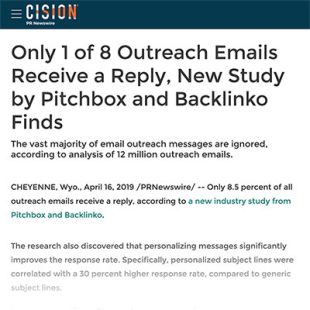 CISION
PR Newswire
Only 1 of 8 Outreach Emails
Receive a Reply, New Study
by Pitchbox and Backlinko
Finds
The vast majority of email outreach messages are ignored,
according to analysis of 12 million outreach emails.
CHEYENNE, Wyo., April 16, 2019 /PRNewswire/ -- Only 8.5 percent of all
outreach emails receive a reply, according to a new industry study from
Pitchbox and Backlinko.
The research also discovered that personalizing messages significantly
improves the response rate. Specifically, personalized subject lines were
correlated with a 30 percent higher response rate, compared to generic
subject lines.